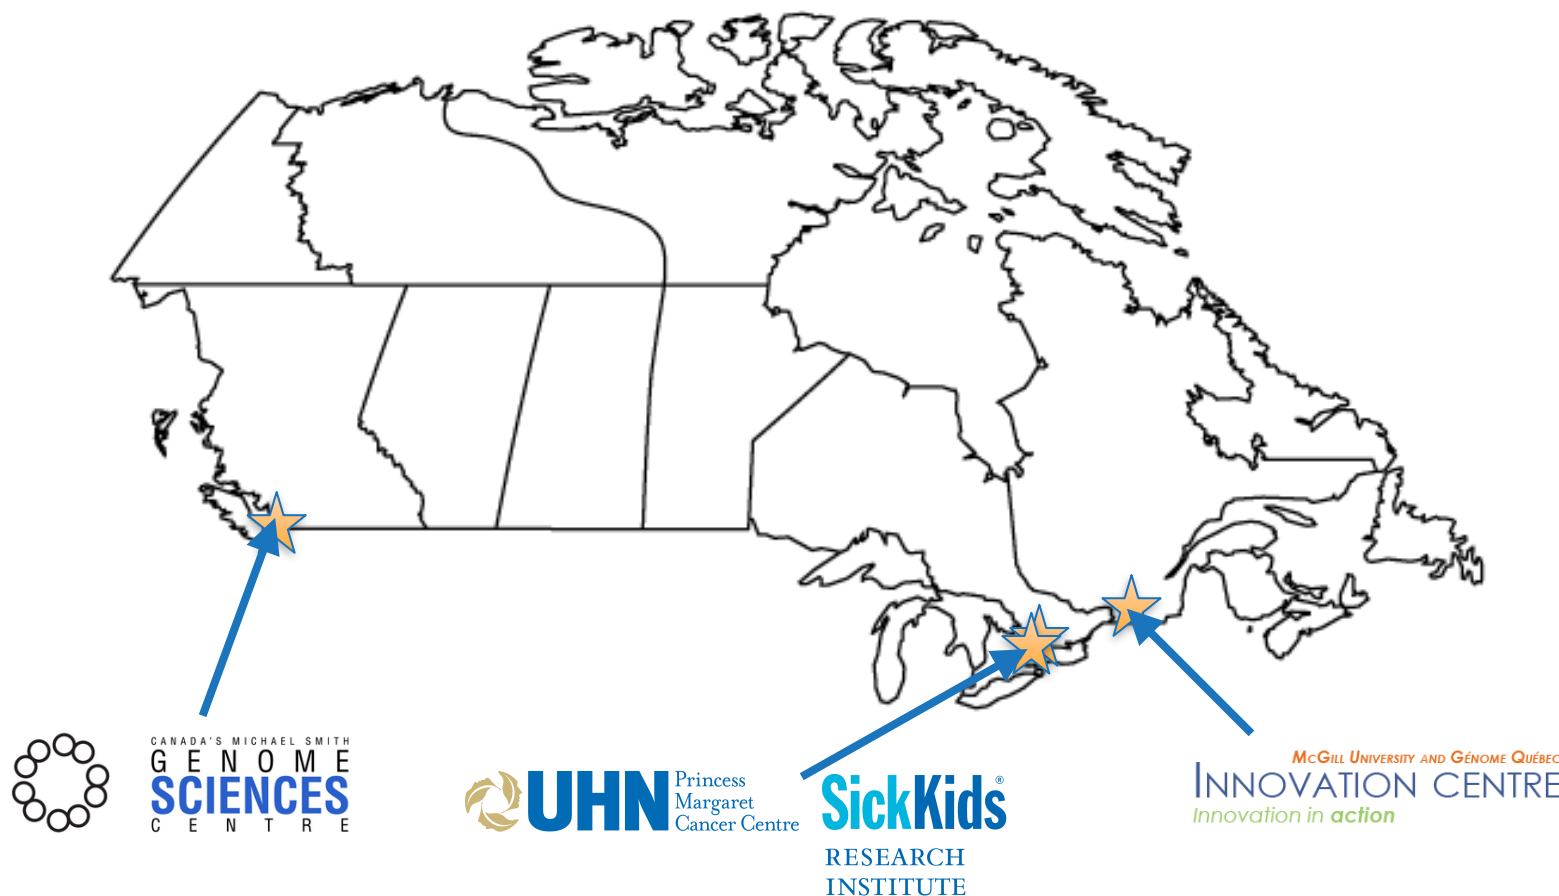 CANADA'S MICHAEL SMITH
GENOME
SCIENCES
CENTRE
UHN
Princess
Margaret
Cancer Centre
SickKids®
RESEARCH
INSTITUTE
MCGILL UNIVERSITY AND GÉNOME QUÉBEC
INNOVATION CENTRE
Innovation in action